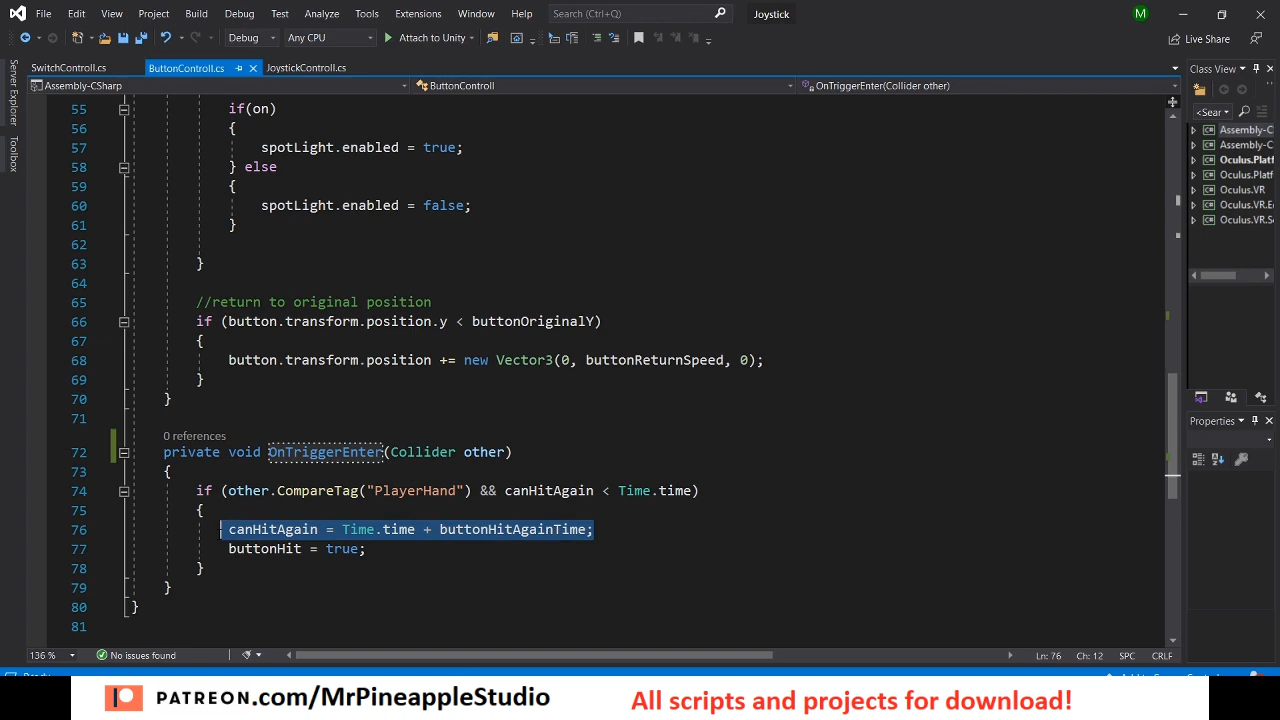 File Edit View Project Build Debug Test Analyze Tools Extensions Window Help Search (Ctrl+Q) Joystick M
Debug Any CPU Attach to Unity Live Share
SwitchControll.cs ButtonControll.cs JoystickControll.cs
Class View
Assembly-CSharp ButtonControll OnTriggerEnter(Collider other)
Server Explorer
Toolbox
<Sear
Assembly-C
Assembly-C
Oculus.Platf
Oculus.Platf
Oculus.VR
Oculus.VR.Ec
Oculus.VR.Sc
Properties
55 if(on)
56 {
57 spotLight.enabled = true;
58 } else
59 {
60 spotLight.enabled = false;
61 }
62
63 }
64
65 //return to original position
66 if (button.transform.position.y < buttonOriginalY)
67 {
68 button.transform.position += new Vector3(0, buttonReturnSpeed, 0);
69 }
70 }
71
0 references
72 private void OnTriggerEnter(Collider other)
73 {
74 if (other.CompareTag("PlayerHand") && canHitAgain < Time.time)
75 {
76 canHitAgain = Time.time + buttonHitAgainTime;
77 buttonHit = true;
78 }
79 }
80 }
81
136 % No issues found Ln: 76 Ch: 12 SPC CRLF
PATREON.com/MrPineappleStudio All scripts and projects for download!